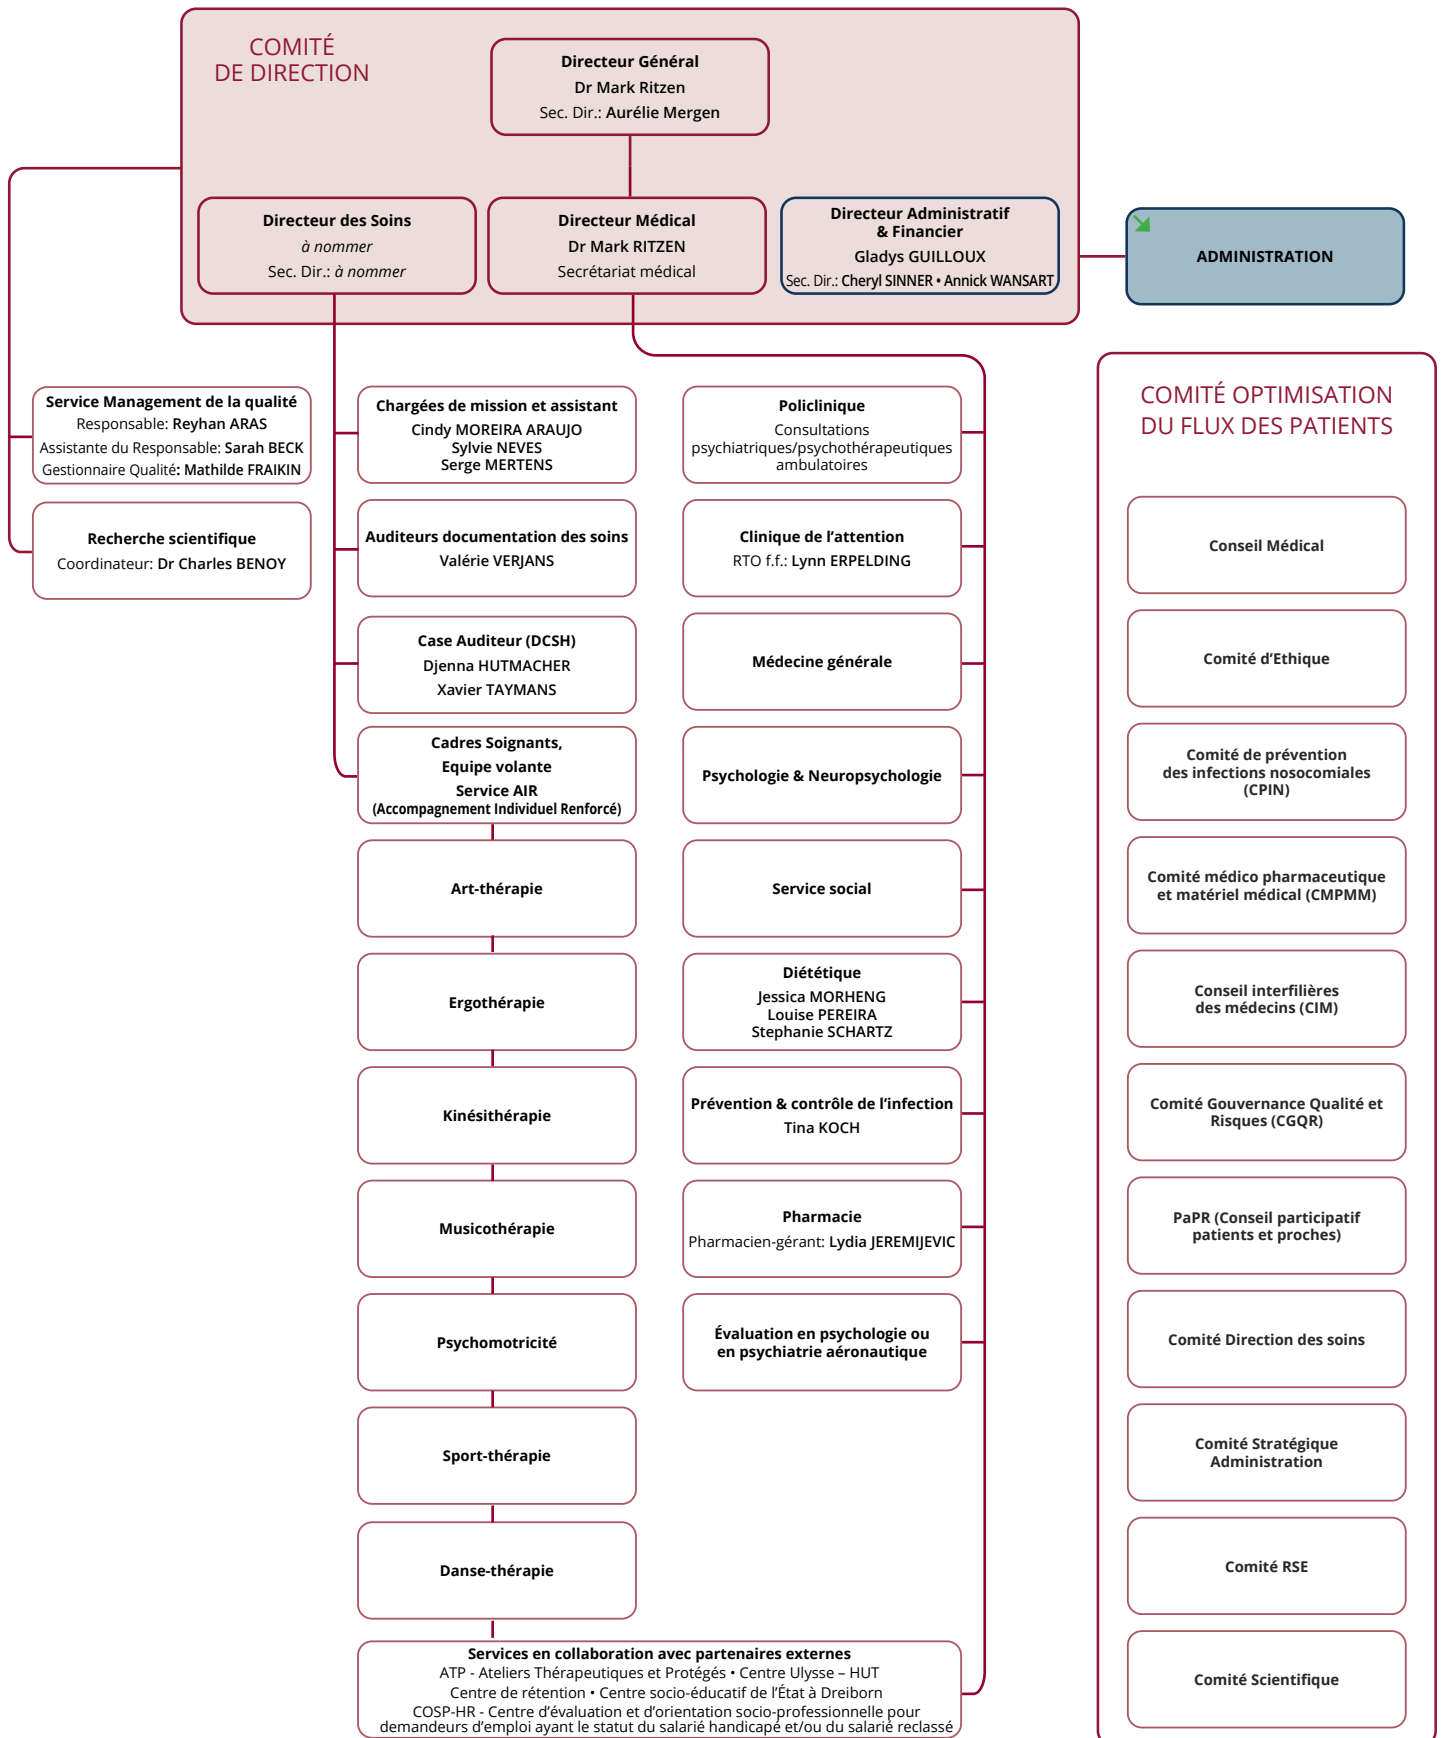 COMITÉ
DE DIRECTION
Directeur Général
Dr Mark Ritzen
Sec. Dir.: Aurélie Mergen
Directeur des Soins
à nommer
Sec. Dir.: à nommer
Directeur Médical
Dr Mark RITZEN
Secrétariat médical
Directeur Administratif
& Financier
Gladys GUILLOUX
Sec. Dir.: Cheryl SINNER • Annick WANSART
ADMINISTRATION
Service Management de la qualité
Responsable: Reyhan ARAS
Assistante du Responsable: Sarah BECK
Gestionnaire Qualité: Mathilde FRAIKIN
Recherche scientifique
Coordinateur: Dr Charles BENOY
Chargées de mission et assistant
Cindy MOREIRA ARAUJO
Sylvie NEVES
Serge MERTENS
Auditeurs documentation des soins
Valérie VERJANS
Case Auditeur (DCSH)
Djenna HUTMACHER
Xavier TAYMANS
Cadres Soignants,
Equipe volante
Service AIR
(Accompagnement Individuel Renforcé)
Art-thérapie
Ergothérapie
Kinésithérapie
Musicothérapie
Psychomotricité
Sport-thérapie
Danse-thérapie
Services en collaboration avec partenaires externes
ATP - Ateliers Thérapeutiques et Protégés • Centre Ulysse – HUT
Centre de rétention • Centre socio-éducatif de l’État à Dreiborn
COSP-HR - Centre d’évaluation et d’orientation socio-professionnelle pour
demandeurs d’emploi ayant le statut du salarié handicapé et/ou du salarié reclassé
Policlinique
Consultations
psychiatriques/psychothérapeutiques
ambulatoires
Clinique de l’attention
RTO f.f.: Lynn ERPELDING
Médecine générale
Psychologie & Neuropsychologie
Service social
Diététique
Jessica MORHENG
Louise PEREIRA
Stephanie SCHARTZ
Prévention & contrôle de l’infection
Tina KOCH
Pharmacie
Pharmacien-gérant: Lydia JEREMIJEVIC
Évaluation en psychologie ou
en psychiatrie aéronautique
COMITÉ OPTIMISATION
DU FLUX DES PATIENTS
Conseil Médical
Comité d’Ethique
Comité de prévention
des infections nosocomiales
(CPIN)
Comité médico pharmaceutique
et matériel médical (CMPMM)
Conseil interfilières
des médecins (CIM)
Comité Gouvernance Qualité et
Risques (CGQR)
PaPR (Conseil participatif
patients et proches)
Comité Direction des soins
Comité Stratégique
Administration
Comité RSE
Comité Scientifique